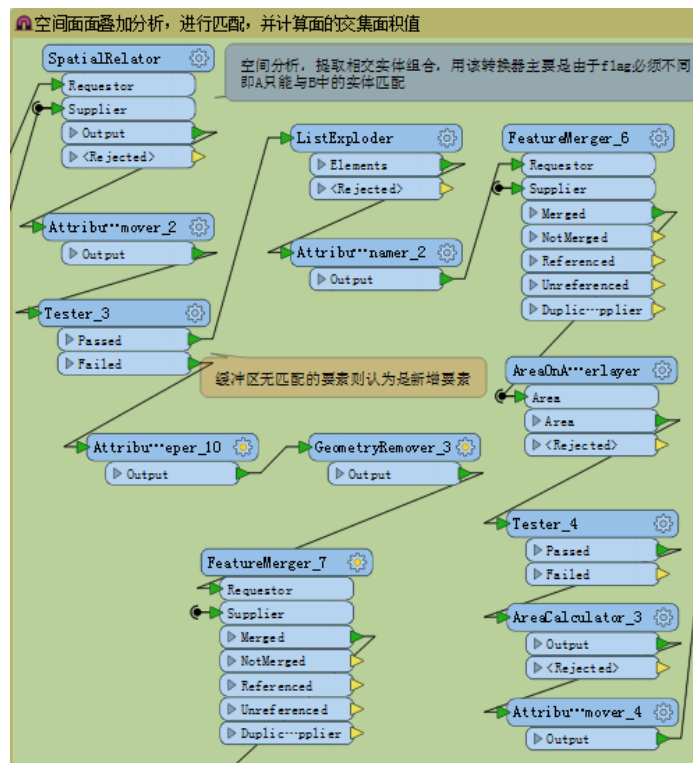 空间面面叠加分析，进行匹配，并计算面的交集面积值
SpatialRelator
Requestor
Supplier
Output
<Rejected>
空间分析，提取相交实体组合，用该转换器主要是由于flag必须不同
即A只能与B中的实体匹配
Attribu···mover_2
Output
Tester_3
Passed
Failed
ListExploder
Elements
<Rejected>
Attribu···namer_2
Output
FeatureMerger_6
Requestor
Supplier
Merged
NotMerged
Referenced
Unreferenced
Duplic···pplier
缓冲区无匹配的要素则认为是新增要素
AreaOnA···erlayer
Area
Area
<Rejected>
Attribu···eper_10
Output
GeometryRemover_3
Output
Tester_4
Passed
Failed
FeatureMerger_7
Requestor
Supplier
Merged
NotMerged
Referenced
Unreferenced
Duplic···pplier
AreaCalculator_3
Output
<Rejected>
Attribu···mover_4
Output